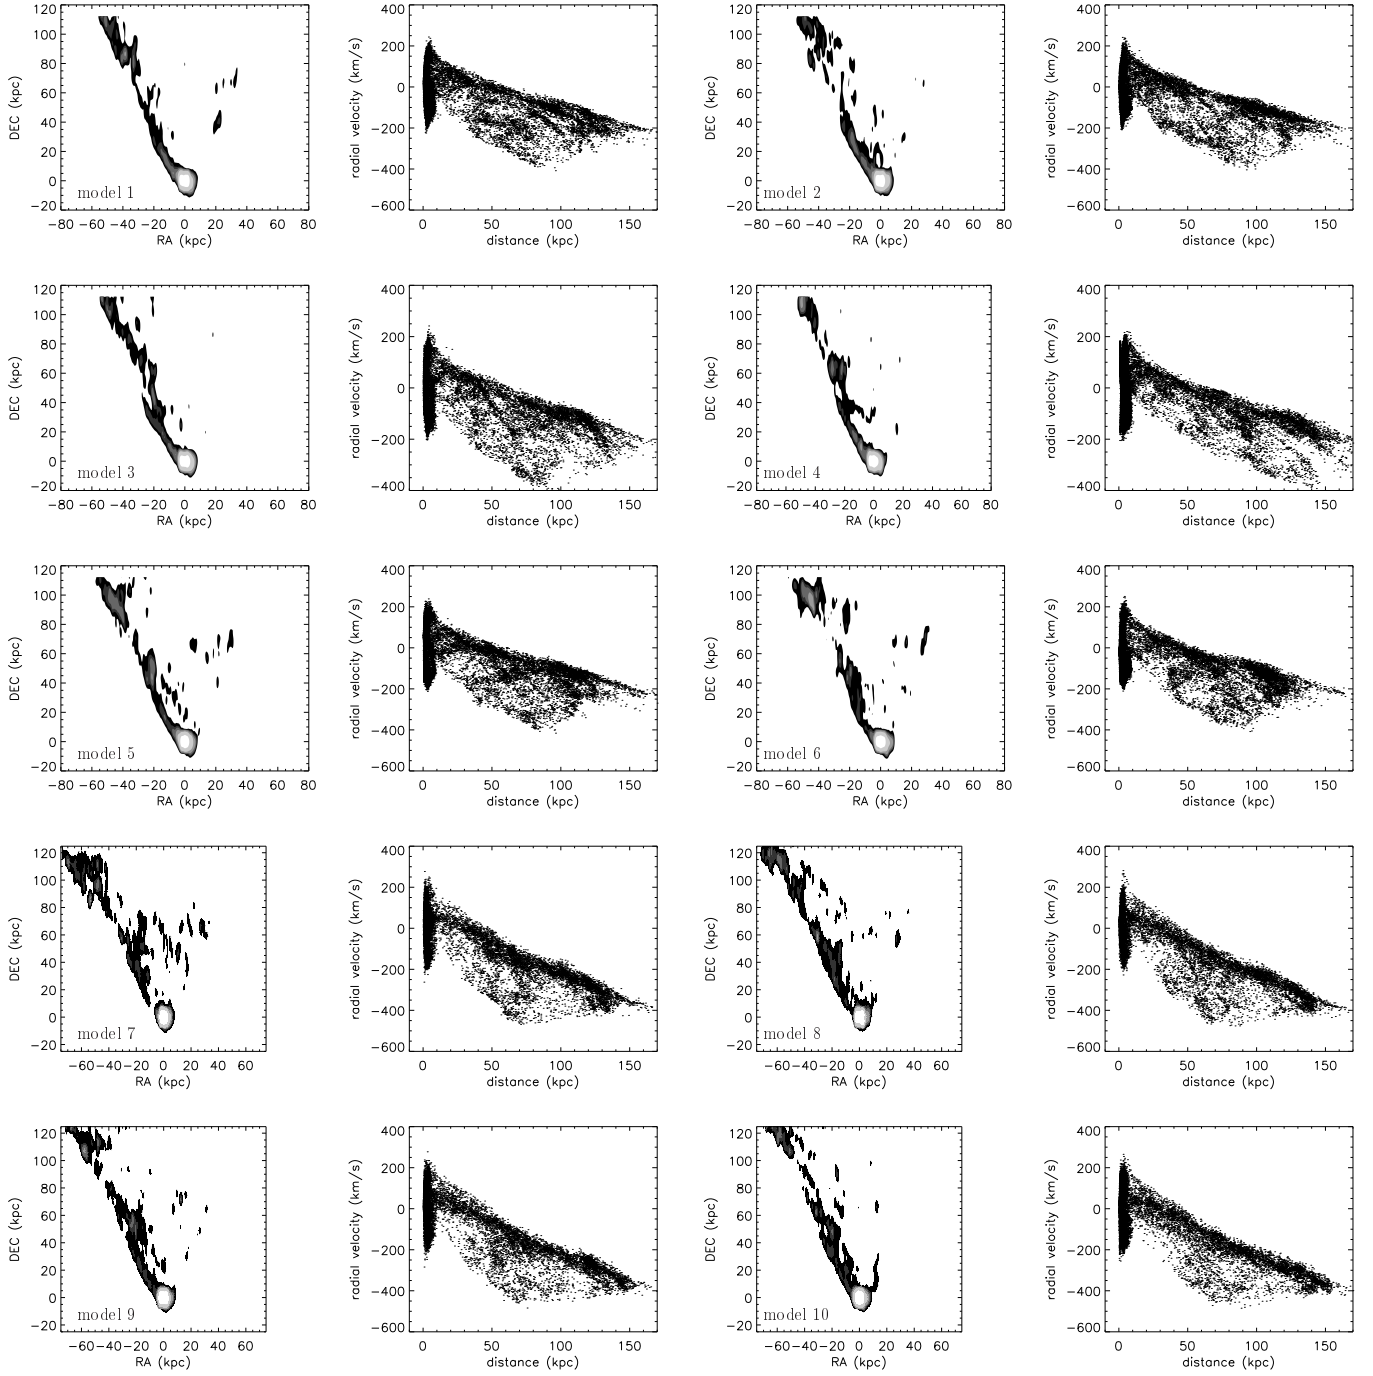 DEC (kpc)
120
100
80
60
40
20
0
−20
model 1
−80 −60 −40 −20 0 20 40 60 80
RA (kpc)
radial velocity (km/s)
400
200
0
−200
−400
−600
0 50 100 150
distance (kpc)
DEC (kpc)
120
100
80
60
40
20
0
−20
model 2
−80 −60 −40 −20 0 20 40 60 80
RA (kpc)
radial velocity (km/s)
400
200
0
−200
−400
−600
0 50 100 150
distance (kpc)
DEC (kpc)
120
100
80
60
40
20
0
−20
model 3
−80 −60 −40 −20 0 20 40 60 80
RA (kpc)
radial velocity (km/s)
400
200
0
−200
−400
0 50 100 150
distance (kpc)
DEC (kpc)
120
100
80
60
40
20
0
−20
model 4
−80 −60 −40 −20 0 20 40 60 80
RA (kpc)
radial velocity (km/s)
400
200
0
−200
−400
0 50 100 150
distance (kpc)
DEC (kpc)
120
100
80
60
40
20
0
−20
model 5
−80 −60 −40 −20 0 20 40 60 80
RA (kpc)
radial velocity (km/s)
400
200
0
−200
−400
−600
0 50 100 150
distance (kpc)
DEC (kpc)
120
100
80
60
40
20
0
−20
model 6
−80 −60 −40 −20 0 20 40 60 80
RA (kpc)
radial velocity (km/s)
400
200
0
−200
−400
−600
0 50 100 150
distance (kpc)
DEC (kpc)
120
100
80
60
40
20
0
−20
model 7
−60 −40 −20 0 20 40 60
RA (kpc)
radial velocity (km/s)
400
200
0
−200
−400
−600
0 50 100 150
distance (kpc)
DEC (kpc)
120
100
80
60
40
20
0
−20
model 8
−60 −40 −20 0 20 40 60
RA (kpc)
radial velocity (km/s)
400
200
0
−200
−400
−600
0 50 100 150
distance (kpc)
DEC (kpc)
120
100
80
60
40
20
0
−20
model 9
−60 −40 −20 0 20 40 60
RA (kpc)
radial velocity (km/s)
400
200
0
−200
−400
−600
0 50 100 150
distance (kpc)
DEC (kpc)
120
100
80
60
40
20
0
−20
model 10
−60 −40 −20 0 20 40 60
RA (kpc)
radial velocity (km/s)
400
200
0
−200
−400
−600
0 50 100 150
distance (kpc)